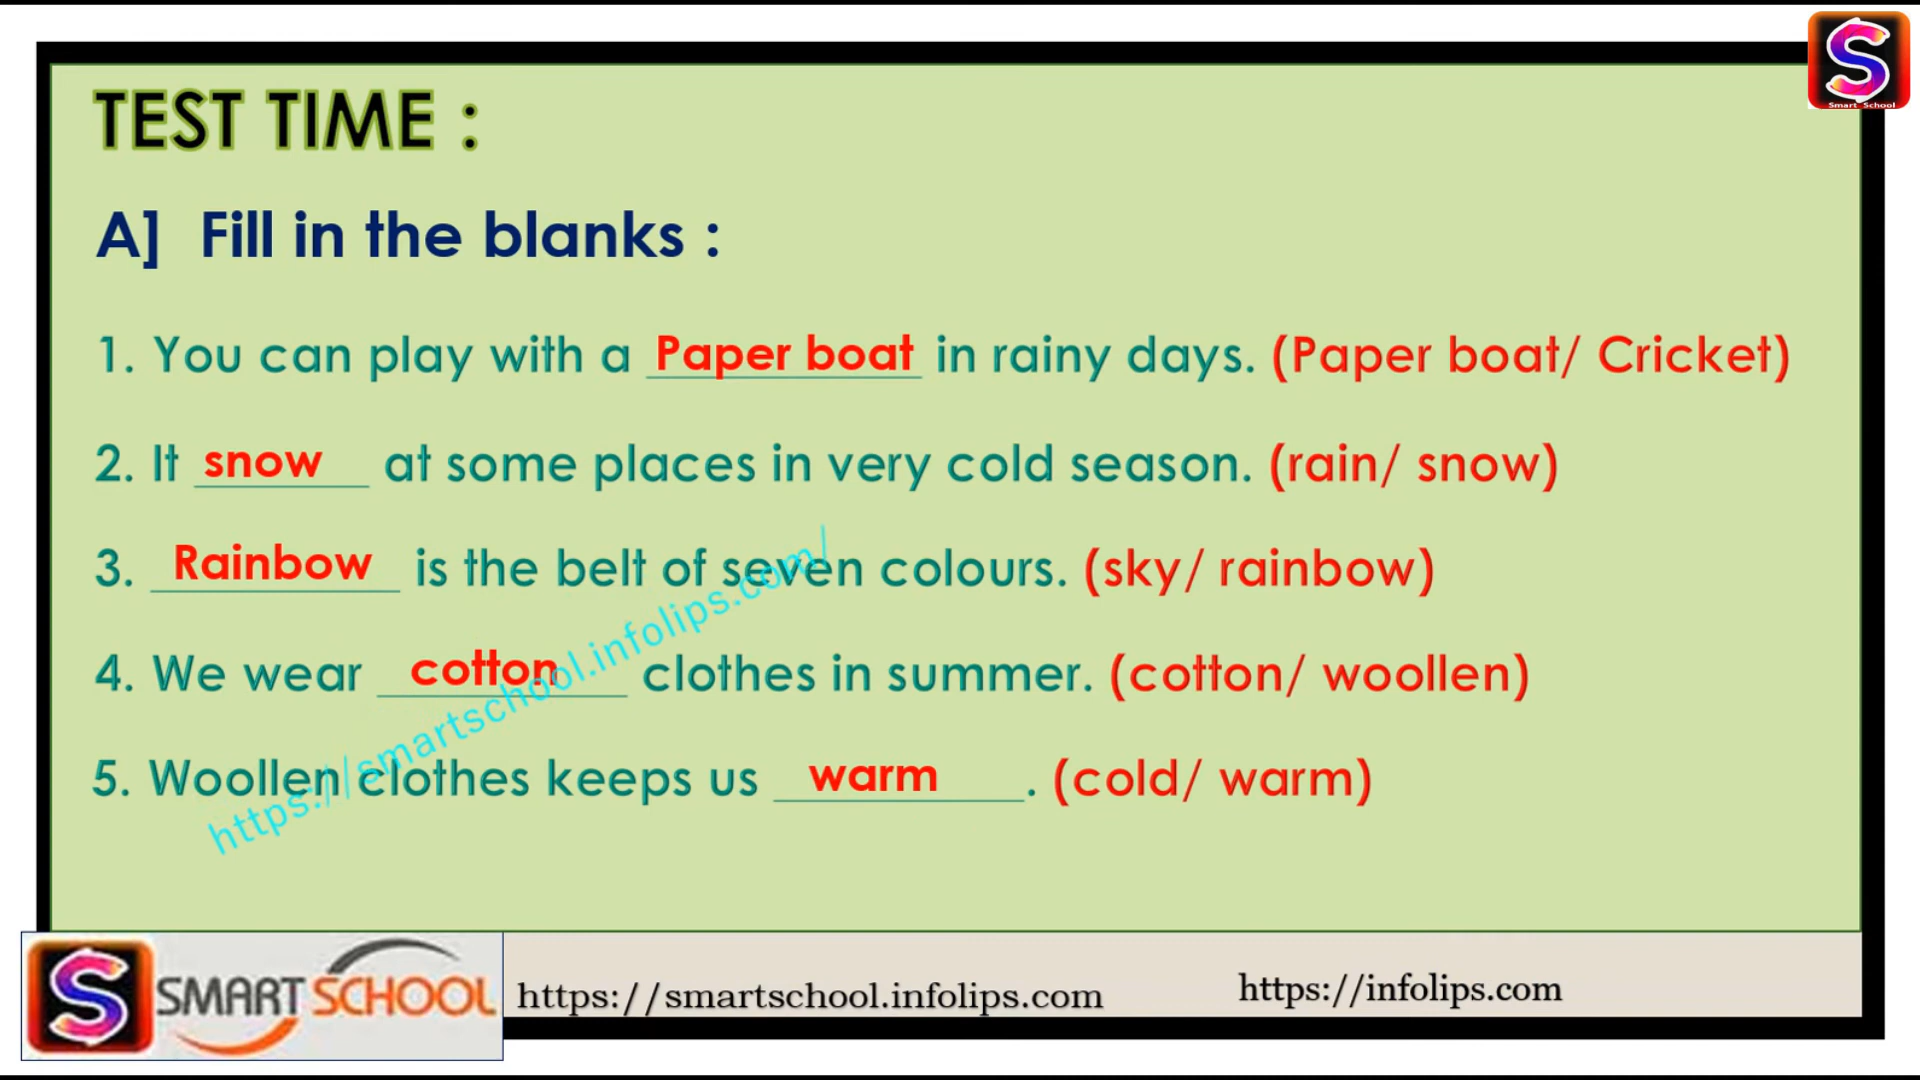 S
Smart School
TEST TIME :
A] Fill in the blanks :
1. You can play with a Paper boat in rainy days. (Paper boat/ Cricket)
2. It snow at some places in very cold season. (rain/ snow)
3. Rainbow is the belt of seven colours. (sky/ rainbow)
4. We wear cotton clothes in summer. (cotton/ woollen)
5. Woollen clothes keeps us warm. (cold/ warm)
https://smartschool.infolips.com/
S SMARTSCHOOL https://smartschool.infolips.com https://infolips.com